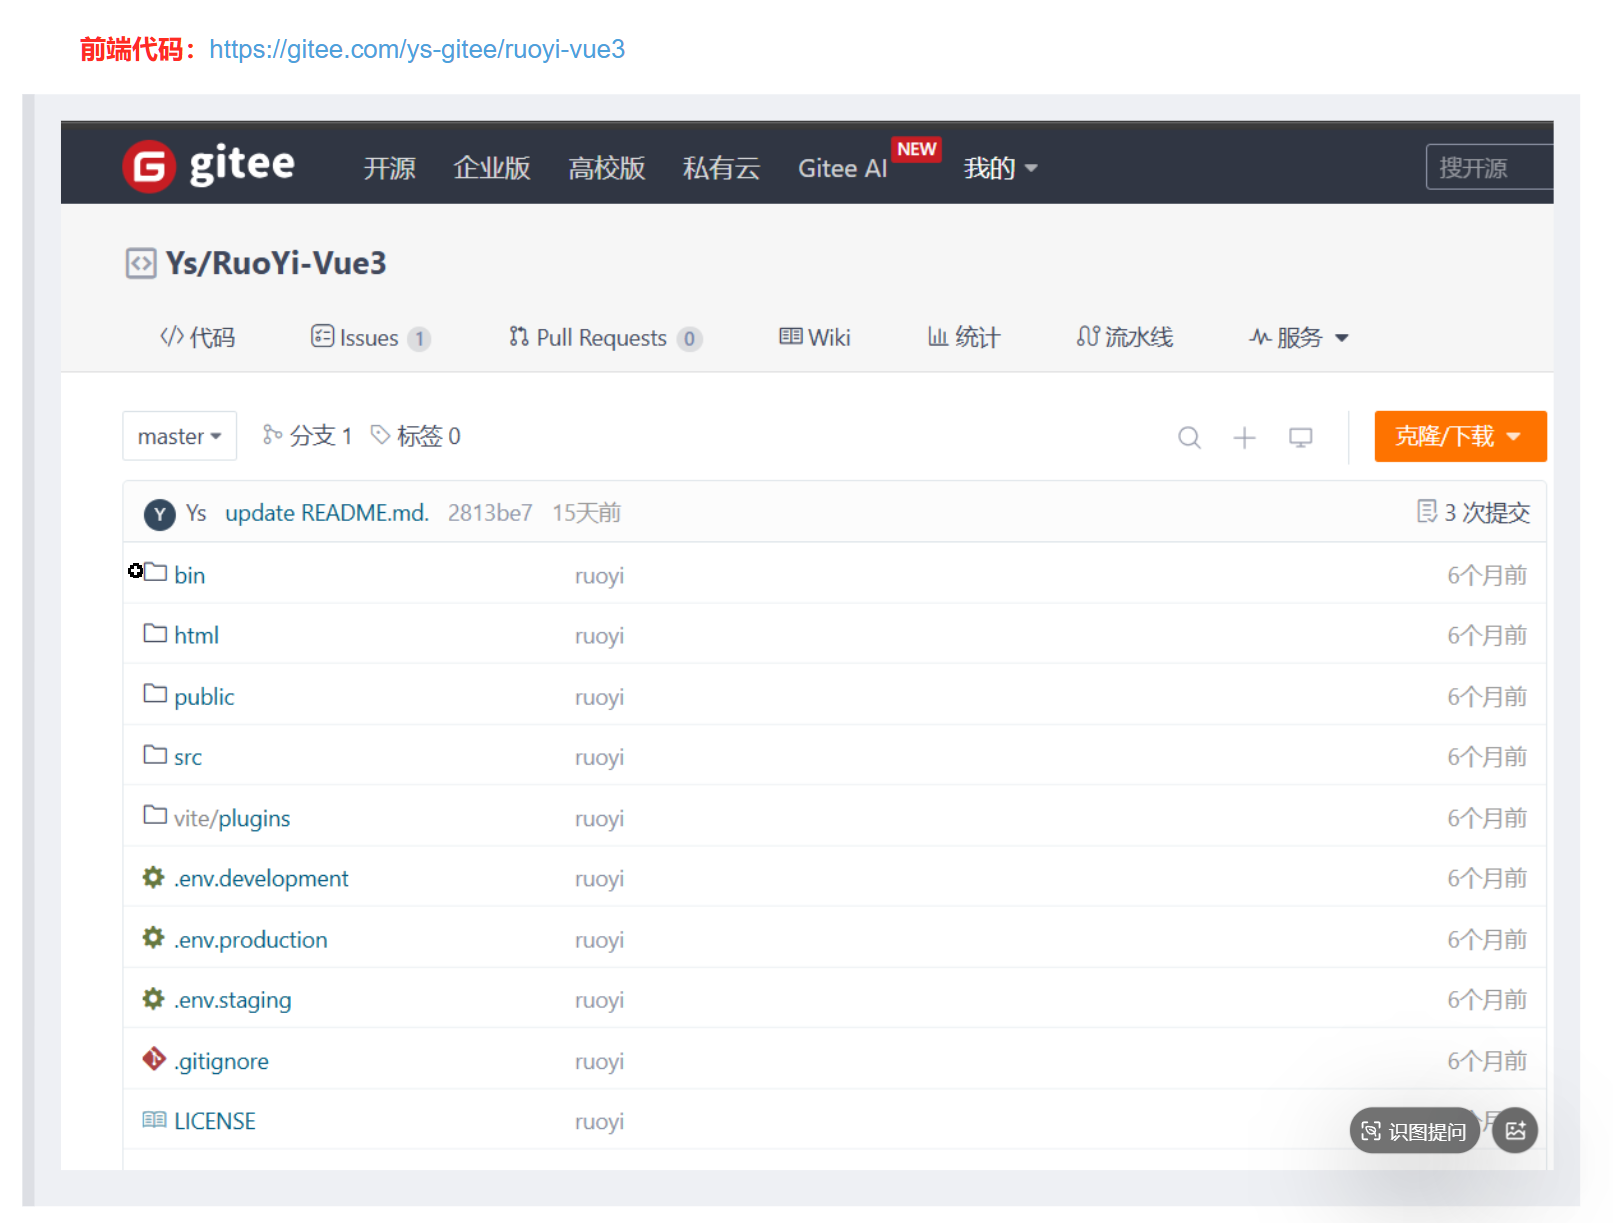 前端代码：https://gitee.com/ys-gitee/ruoyi-vue3
gitee 开源 企业版 高校版 私有云 Gitee AI NEW 我的 搜开源
Ys/RuoYi-Vue3
代码 Issues 1 Pull Requests 0 Wiki 统计 流水线 服务
master 分支 1 标签 0 克隆/下载
Y Ys update README.md. 2813be7 15天前 3 次提交
bin ruoyi 6个月前
html ruoyi 6个月前
public ruoyi 6个月前
src ruoyi 6个月前
vite/plugins ruoyi 6个月前
.env.development ruoyi 6个月前
.env.production ruoyi 6个月前
.env.staging ruoyi 6个月前
.gitignore ruoyi 6个月前
LICENSE ruoyi
识图提问